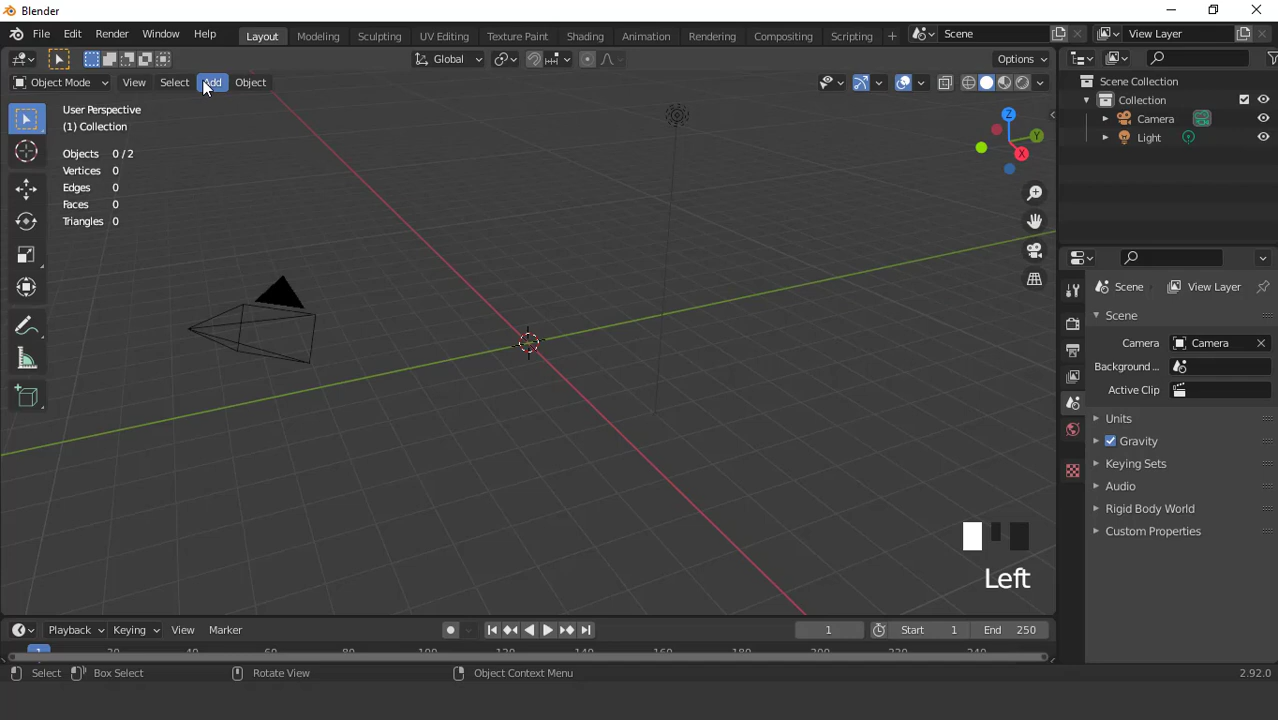 Blender
File Edit Render Window Help Layout Modeling Sculpting UV Editing Texture Paint Shading Animation Rendering Compositing Scripting + Scene View Layer
Global Options
Object Mode View Select Add Object
Scene Collection
Collection
Camera
Light
User Perspective
(1) Collection
Objects 0 / 2
Vertices 0
Edges 0
Faces 0
Triangles 0
Z
Y
X
Scene View Layer
Scene
Camera Camera
Background ...
Active Clip
Units
Gravity
Keying Sets
Audio
Rigid Body World
Custom Properties
Left
Playback Keying View Marker 1 Start 1 End 250
1 20 40 60 80 100 120 140 160 180 200 220 240
Select Box Select Rotate View Object Context Menu 2.92.0